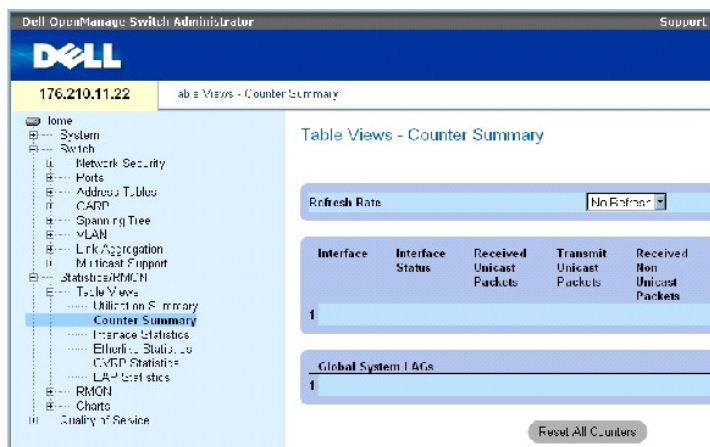 Dell OpenManage Switch Administrator
Support
DELL
176.210.11.22
Table Views - Counter Summary
Home
System
Switch
Network Security
Ports
Address Tables
GARP
Spanning Tree
VLAN
Link Aggregation
Multicast Support
Statistics/RMON
Table Views
Utilization Summary
Counter Summary
Interface Statistics
Etherlike Statistics
GVRP Statistics
EAP Statistics
RMON
Charts
Quality of Service
Table Views - Counter Summary
Refresh Rate
No Refresh
Interface
Interface Status
Received Unicast Packets
Transmit Unicast Packets
Received Non Unicast Packets
1
Global System LAGs
1
Reset All Counters